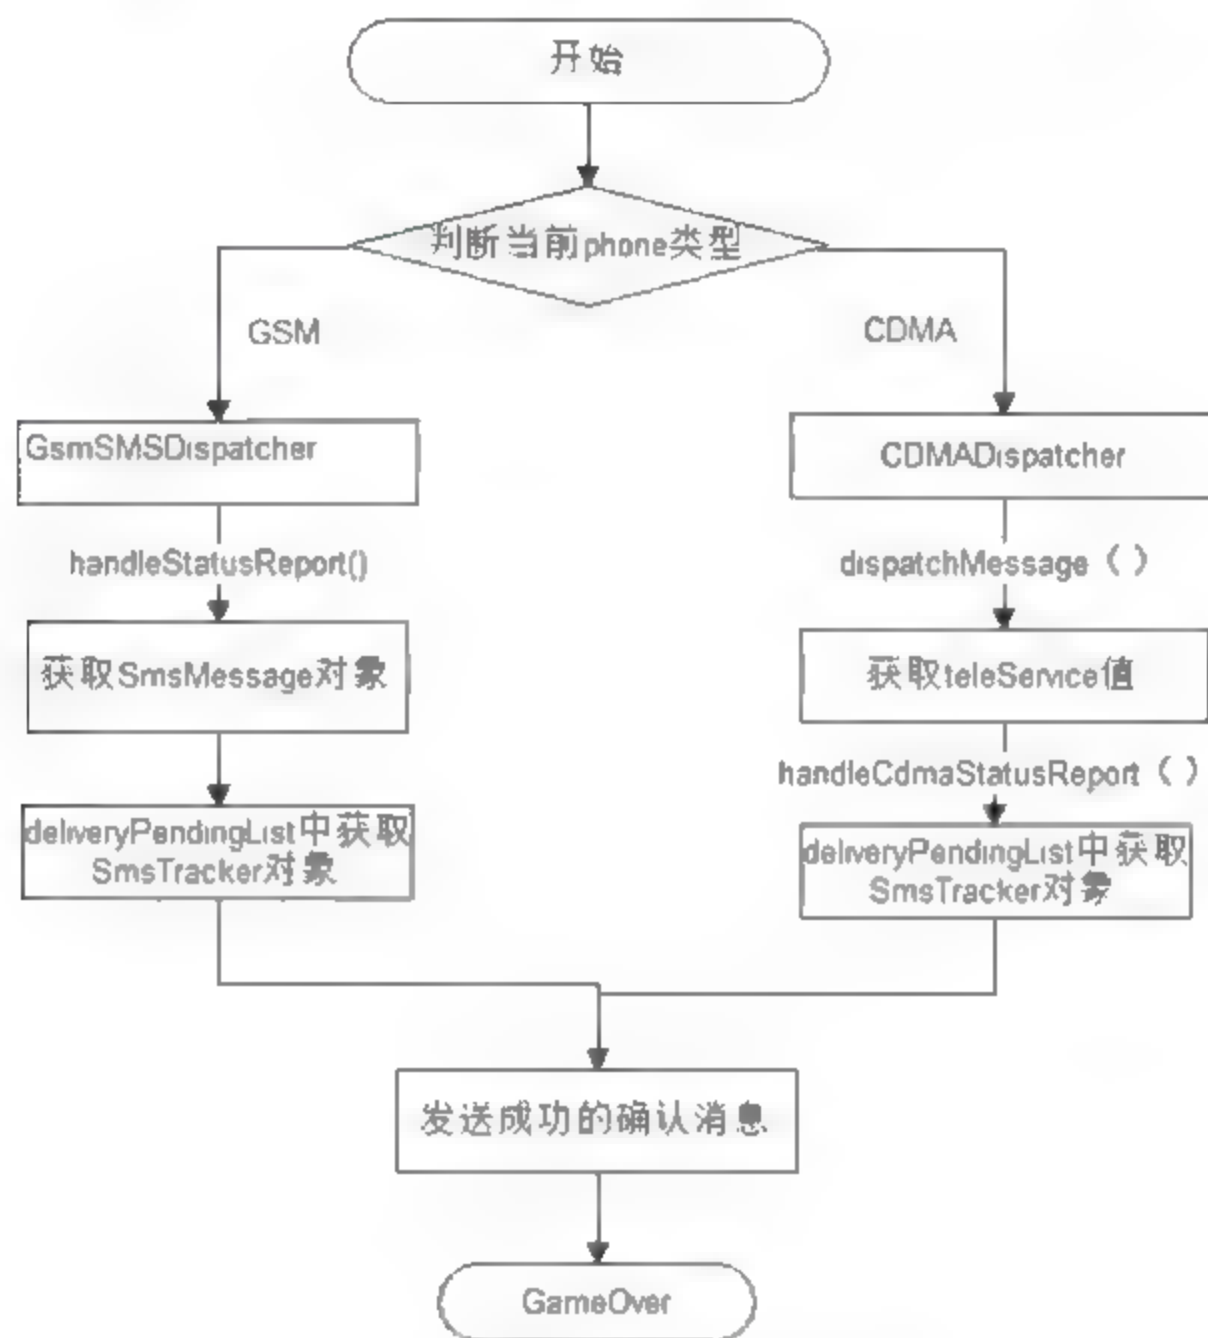 开始
判断当前phone类型
GSM
CDMA
GsmSMSDispatcher
CDMADispatcher
handleStatusReport()
dispatchMessage（）
获取SmsMessage对象
获取teleService值
handleCdmaStatusReport（）
deliveryPendingList中获取
SmsTracker对象
deliveryPendingList中获取
SmsTracker对象
发送成功的确认消息
GameOver